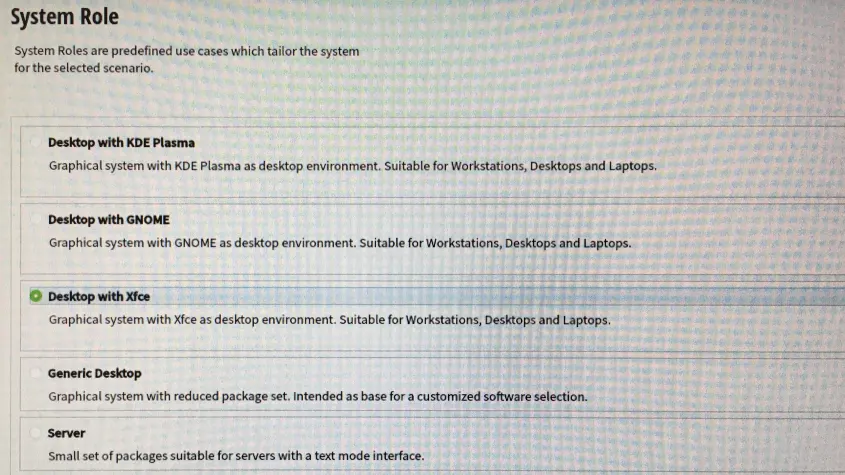 System Role
System Roles are predefined use cases which tailor the system
for the selected scenario.
Desktop with KDE Plasma
Graphical system with KDE Plasma as desktop environment. Suitable for Workstations, Desktops and Laptops.
Desktop with GNOME
Graphical system with GNOME as desktop environment. Suitable for Workstations, Desktops and Laptops.
Desktop with Xfce
Graphical system with Xfce as desktop environment. Suitable for Workstations, Desktops and Laptops.
Generic Desktop
Graphical system with reduced package set. Intended as base for a customized software selection.
Server
Small set of packages suitable for servers with a text mode interface.